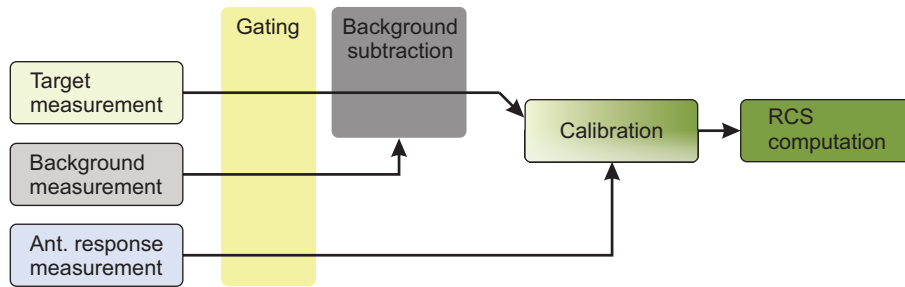 Gating
Background
subtraction
Target
measurement
Calibration
RCS
computation
Background
measurement
Ant. response
measurement